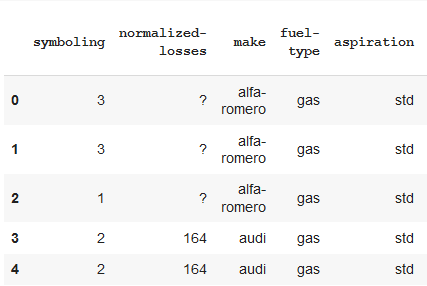 symboling normalized-losses make fuel-type aspiration
0 3 ? alfa-romero gas std
1 3 ? alfa-romero gas std
2 1 ? alfa-romero gas std
3 2 164 audi gas std
4 2 164 audi gas std